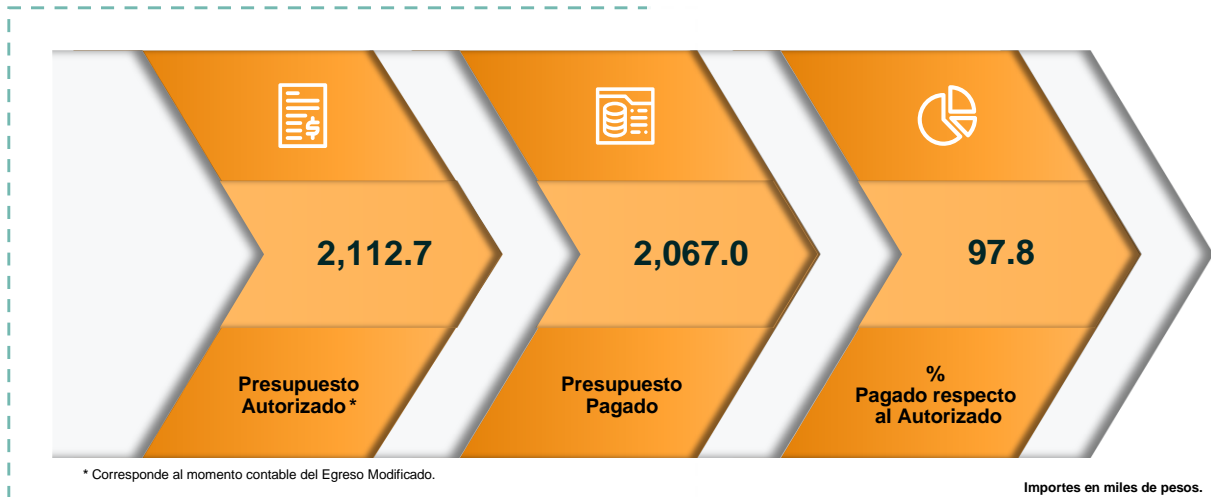 2,112.7
2,067.0
97.8
Presupuesto
Autorizado *
Presupuesto
Pagado
%
Pagado respecto
al Autorizado
* Corresponde al momento contable del Egreso Modificado.
Importes en miles de pesos.